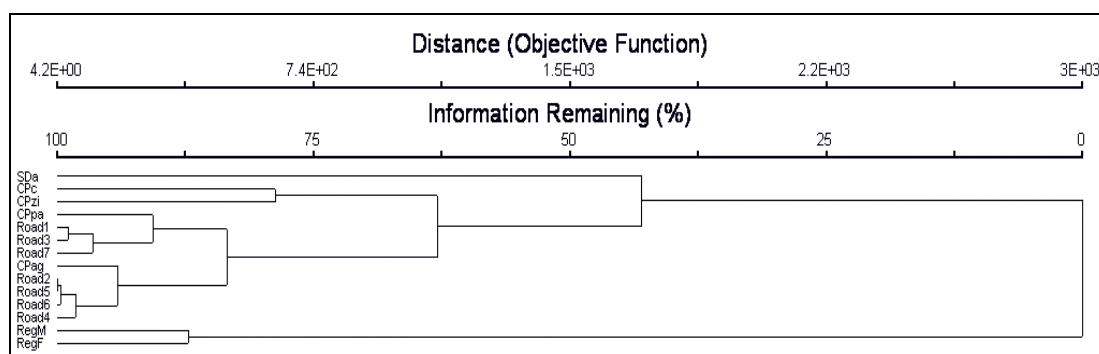 Distance (Objective Function)
4.2E+00 7.4E+02 1.5E+03 2.2E+03 3E+03
Information Remaining (%)
100 75 50 25 0
SDa
CPc
CPzi
CPpa
Road1
Road3
Road7
CPag
Road2
Road5
Road6
Road4
RegM
RegF